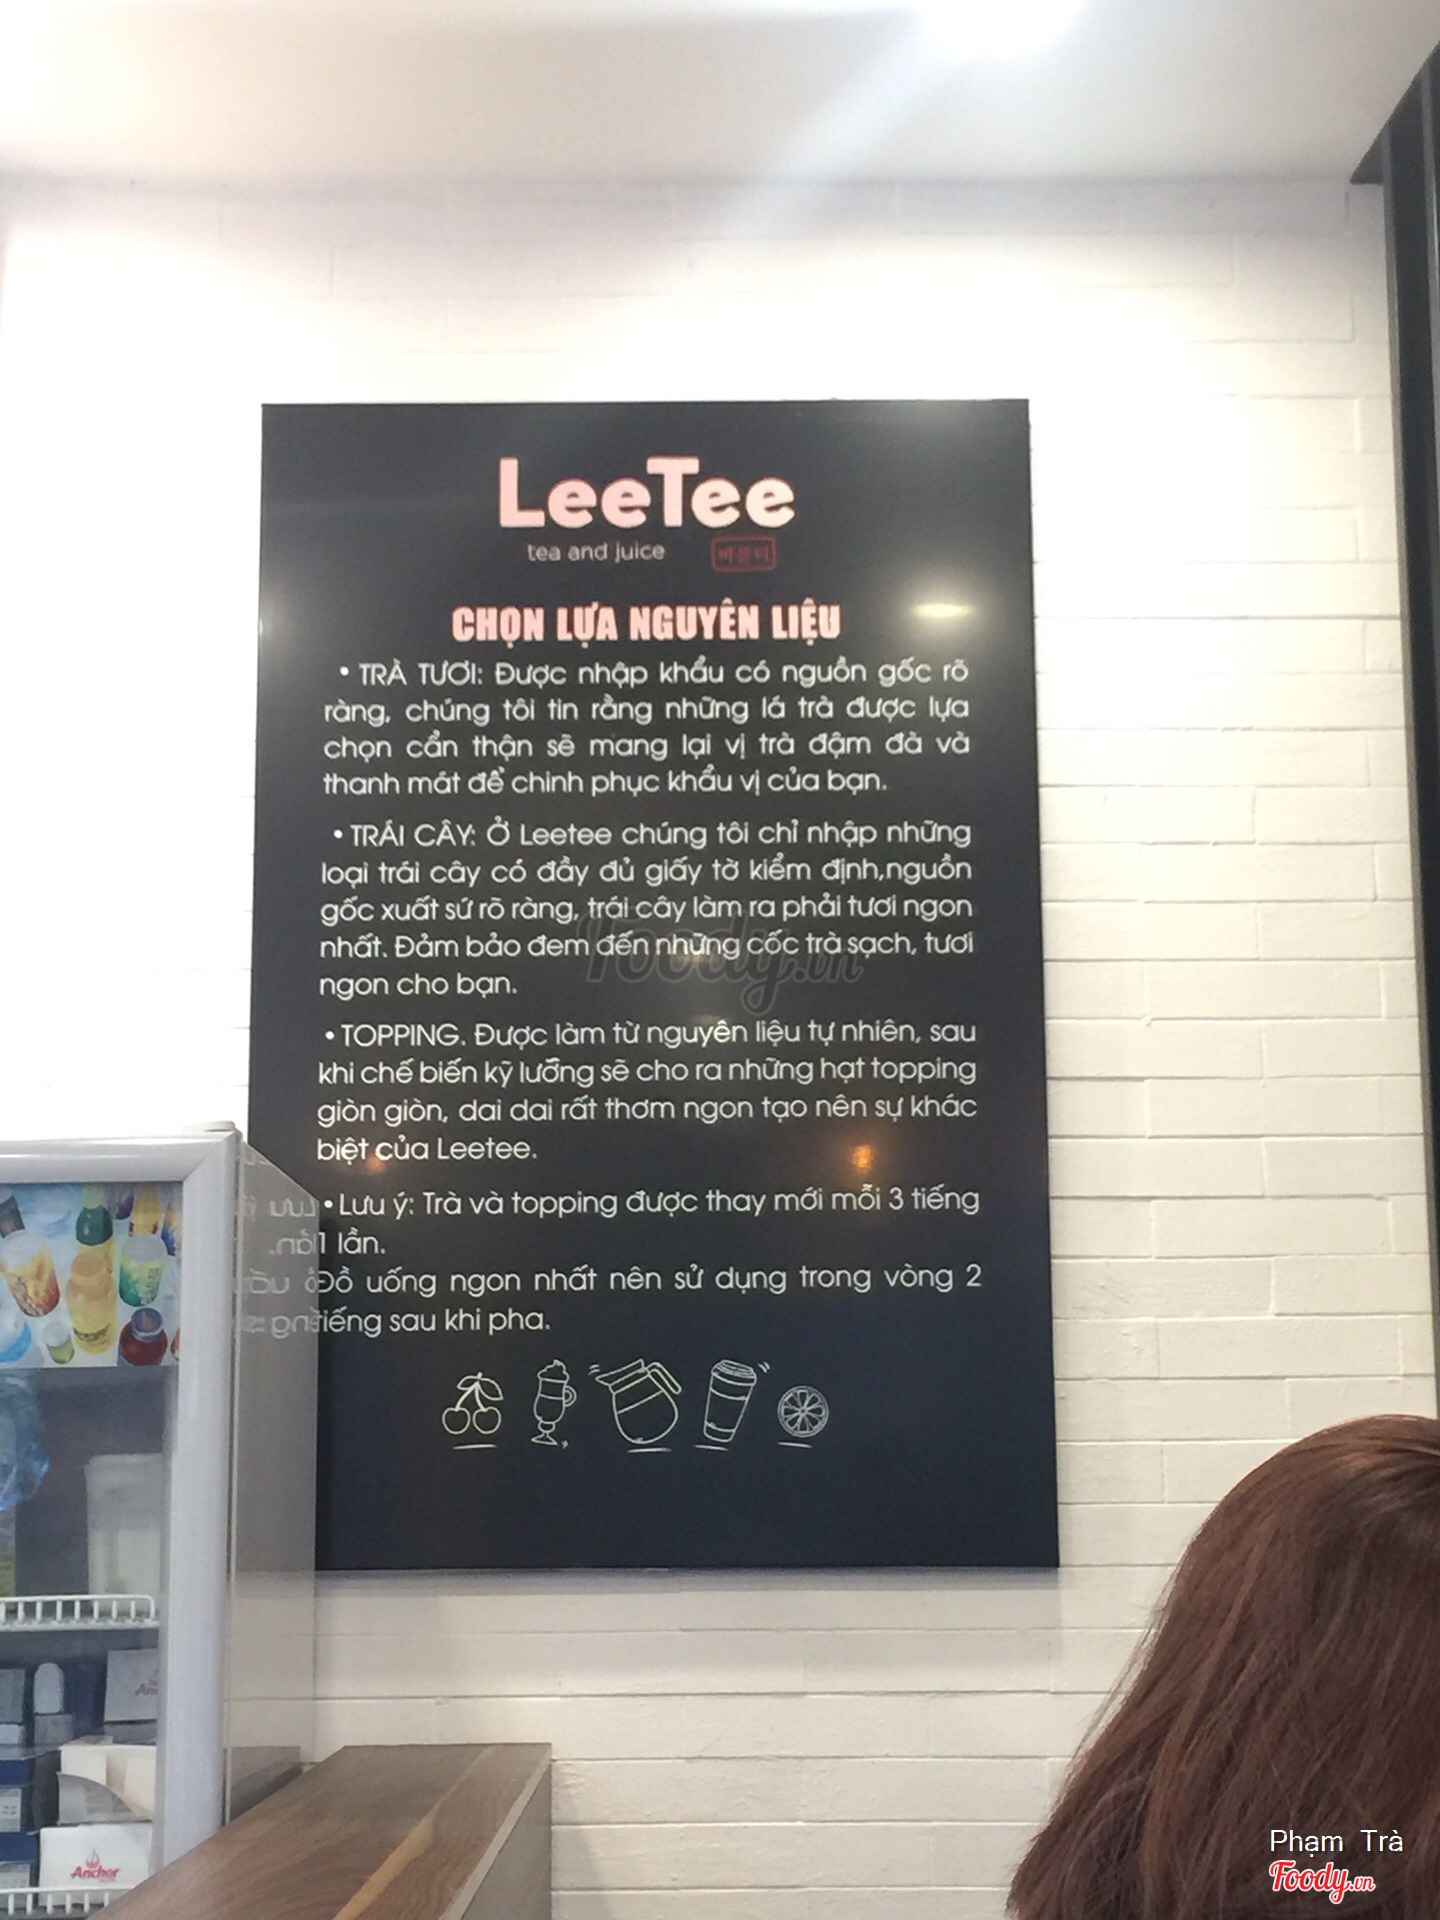 LeeTee
tea and juice
버블티
CHỌN LỰA NGUYÊN LIỆU
• TRÀ TƯƠI: Được nhập khẩu có nguồn gốc rõ
ràng, chúng tôi tin rằng những lá trà được lựa
chọn cẩn thận sẽ mang lại vị trà đậm đà và
thanh mát để chinh phục khẩu vị của bạn.
• TRÁI CÂY: Ở Leetee chúng tôi chỉ nhập những
loại trái cây có đầy đủ giấy tờ kiểm định,nguồn
gốc xuất sứ rõ ràng, trái cây làm ra phải tươi ngon
nhất. Đảm bảo đem đến những cốc trà sạch, tươi
ngon cho bạn.
• TOPPING. Được làm từ nguyên liệu tự nhiên, sau
khi chế biến kỹ lưỡng sẽ cho ra những hạt topping
giòn giòn, dai dai rất thơm ngon tạo nên sự khác
biệt của Leetee.
• Lưu ý: Trà và topping được thay mới mỗi 3 tiếng
1 lần.
Đồ uống ngon nhất nên sử dụng trong vòng 2
tiếng sau khi pha.
Foody.vn
Anchor
Phạm Trà
Foody.vn